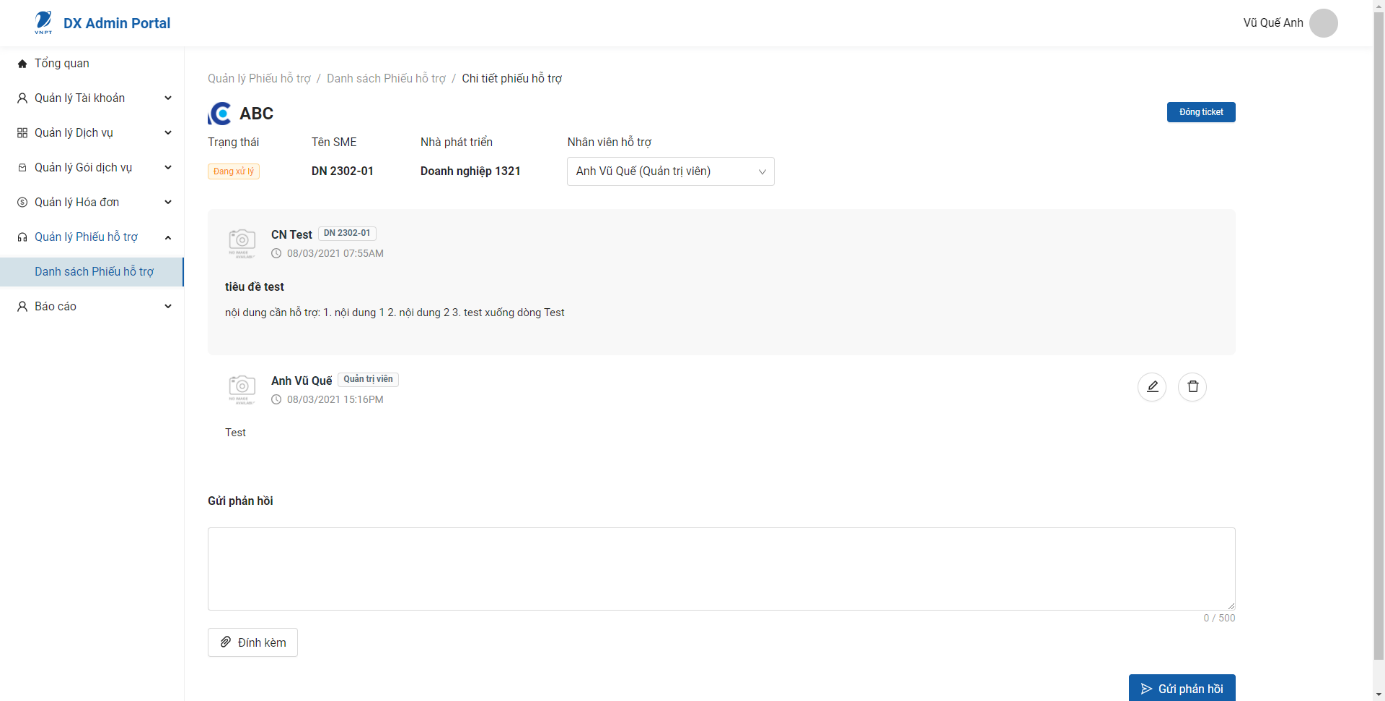 VNPT
DX Admin Portal
Vũ Quế Anh
Tổng quan
Quản lý Tài khoản
Quản lý Dịch vụ
Quản lý Gói dịch vụ
Quản lý Hóa đơn
Quản lý Phiếu hỗ trợ
Danh sách Phiếu hỗ trợ
Báo cáo
Quản lý Phiếu hỗ trợ / Danh sách Phiếu hỗ trợ / Chi tiết phiếu hỗ trợ
ABC
Đóng ticket
Trạng thái Tên SME Nhà phát triển Nhân viên hỗ trợ
Đang xử lý DN 2302-01 Doanh nghiệp 1321 Anh Vũ Quế (Quản trị viên)
CN Test DN 2302-01
08/03/2021 07:55AM
tiêu đề test
nội dung cần hỗ trợ: 1. nội dung 1 2. nội dung 2 3. test xuống dòng Test
Anh Vũ Quế Quản trị viên
08/03/2021 15:16PM
Test
Gửi phản hồi
0 / 500
Đính kèm
Gửi phản hồi